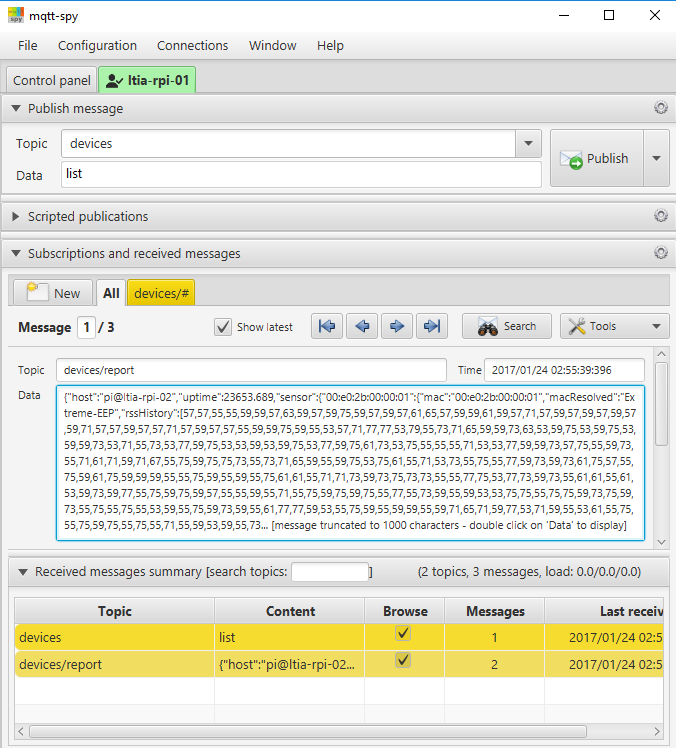 mqtt-spy
File Configuration Connections Window Help
Control panel ltia-rpi-01
Publish message
Topic devices
Publish
Data list
Scripted publications
Subscriptions and received messages
New All devices/#
Message 1 / 3 Show latest Search Tools
Topic devices/report Time 2017/01/24 02:55:39:396
Data {"host":"pi@ltia-rpi-02","uptime":23653.689,"sensor":{"00:e0:2b:00:00:01":{"mac":"00:e0:2b:00:00:01","macResolved":"Ex
treme-EEP","rssHistory":[57,57,55,55,59,59,57,63,59,57,59,75,59,57,59,57,61,65,57,59,59,61,59,57,71,57,59,57,59,57,59,57
,59,71,57,57,59,57,57,71,57,59,57,57,55,59,59,75,59,55,53,57,71,77,77,53,79,55,73,71,65,59,59,73,63,53,59,75,53,59,75,53
,59,59,73,53,71,55,73,53,77,59,75,53,53,59,53,59,75,53,77,59,75,61,73,53,75,55,55,55,71,53,53,77,59,59,73,57,75,55,59,73,
55,71,61,71,59,71,67,55,75,59,75,75,73,55,73,71,65,59,55,59,75,53,75,61,55,71,53,73,55,75,55,77,59,73,59,73,61,75,57,55,
75,59,61,75,59,59,59,55,55,75,59,59,55,55,75,61,61,55,71,71,73,59,73,73,73,55,55,77,75,53,77,73,59,73,55,61,61,55,61,
53,59,73,59,77,55,75,59,75,59,57,55,55,59,55,71,55,75,59,75,59,75,55,77,55,73,59,55,59,53,53,75,55,75,75,59,73,75,59,
73,55,75,55,75,55,53,59,55,73,59,75,59,73,59,55,61,77,77,59,53,75,59,55,59,59,55,59,71,65,71,59,77,53,71,59,55,53,61,55,75,
55,75,59,75,55,75,55,71,55,59,53,59,55,73... [message truncated to 1000 characters - double click on 'Data' to display]
Received messages summary [search topics: ] (2 topics, 3 messages, load: 0.0/0.0/0.0)
Topic Content Browse Messages Last receiv
devices list 1 2017/01/24 02:5
devices/report {"host":"pi@ltia-rpi-02... 2 2017/01/24 02:5